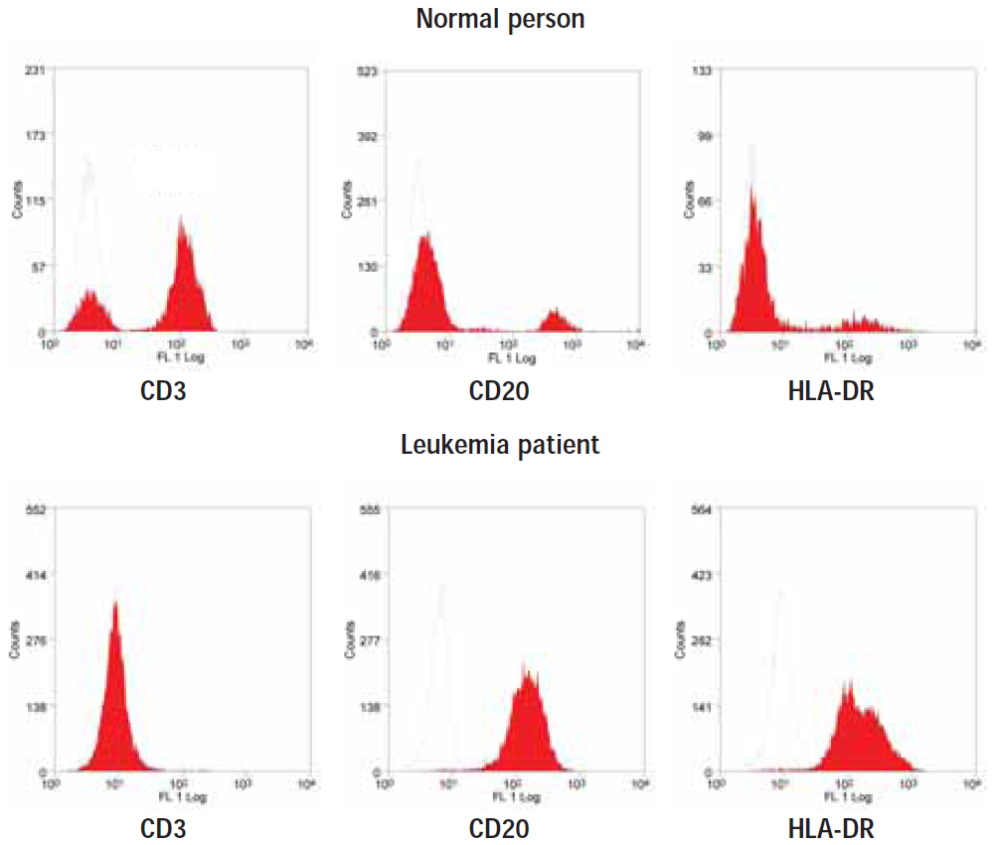 Normal person
231
173
115
57
0
Counts
10⁰ 10¹ 10² 10³ 10⁴
FL 1 Log
CD3
523
392
261
130
0
Counts
10⁰ 10¹ 10² 10³ 10⁴
FL 1 Log
CD20
133
99
66
33
0
Counts
10⁰ 10¹ 10² 10³ 10⁴
FL 1 Log
HLA-DR
Leukemia patient
552
414
276
138
0
Counts
10⁰ 10¹ 10² 10³ 10⁴
FL 1 Log
CD3
555
416
277
138
0
Counts
10⁰ 10¹ 10² 10³ 10⁴
FL 1 Log
CD20
564
423
282
141
0
Counts
10⁰ 10¹ 10² 10³ 10⁴
FL 1 Log
HLA-DR